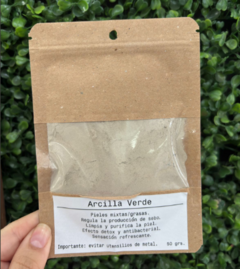 Arcilla Verde
Pieles mixtas/grasas.
Regula la producción de sebo.
Limpia y purifica la piel.
Efecto detox y antibacterial.
Sensación refrescante.
Importante: evitar utensilios de metal. 60 grs.